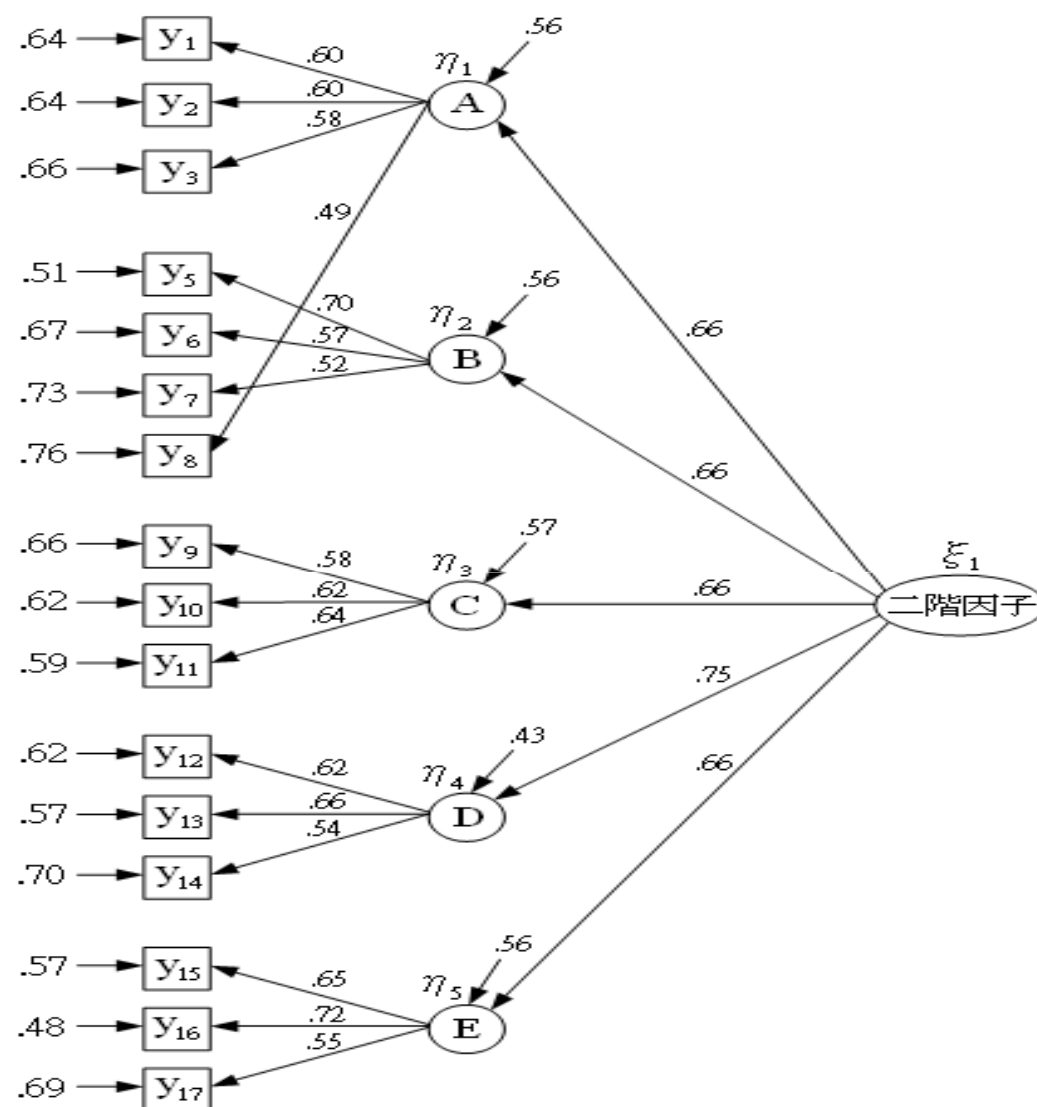 .64 y1 .60 η1 .56
.64 y2 .60 A
.66 y3 .58
.49
.51 y5 .70 η2 .56
.67 y6 .57 B .66
.73 y7 .52
.76 y8 .66
.66 y9 .58 η3 .57 ξ1
.62 y10 .62 C .66 二階因子
.59 y11 .64
.75
.62 y12 .62 η4 .43
.57 y13 .66 D .66
.70 y14 .54
.57 y15 .65 η5 .56
.48 y16 .72 E
.69 y17 .55